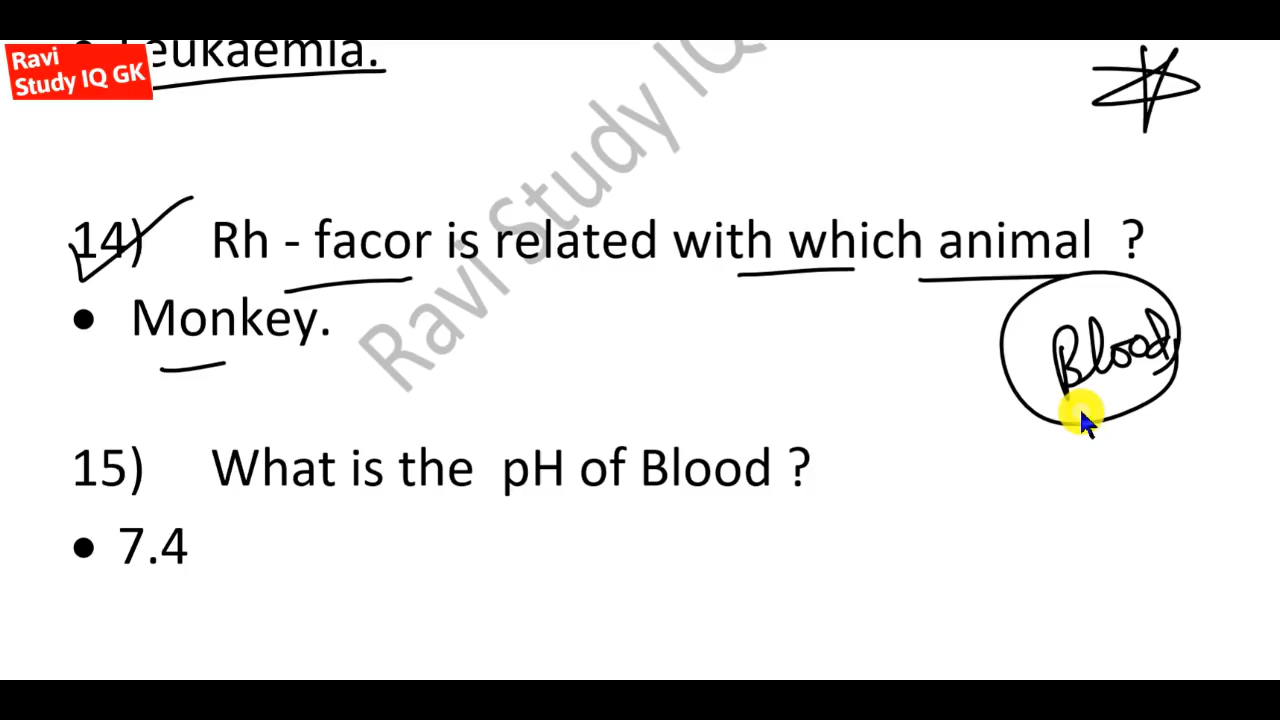 • Leukaemia.
Ravi
Study IQ GK
14) Rh - facor is related with which animal ?
• Monkey.
Blood
15) What is the pH of Blood ?
• 7.4
Ravi Study IQ